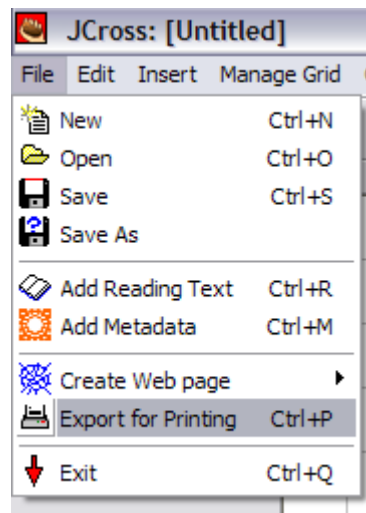 JCross: [Untitled]
File Edit Insert Manage Grid
New Ctrl+N
Open Ctrl+O
Save Ctrl+S
Save As
Add Reading Text Ctrl+R
Add Metadata Ctrl+M
Create Web page
Export for Printing Ctrl+P
Exit Ctrl+Q